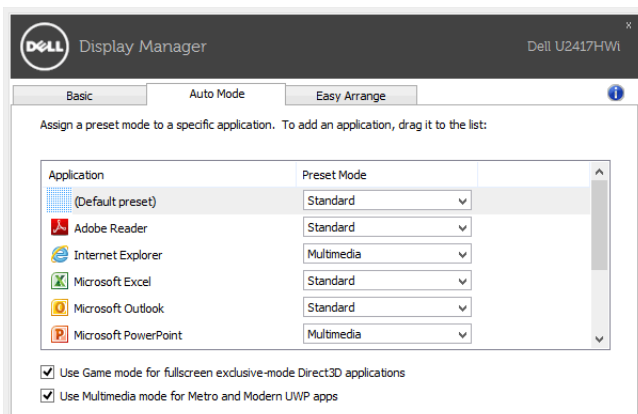 DELL Display Manager Dell U2417HWi x
Basic Auto Mode Easy Arrange i
Assign a preset mode to a specific application. To add an application, drag it to the list:
Application Preset Mode
(Default preset) Standard
Adobe Reader Standard
Internet Explorer Multimedia
Microsoft Excel Standard
Microsoft Outlook Standard
Microsoft PowerPoint Multimedia
Use Game mode for fullscreen exclusive-mode Direct3D applications
Use Multimedia mode for Metro and Modern UWP apps